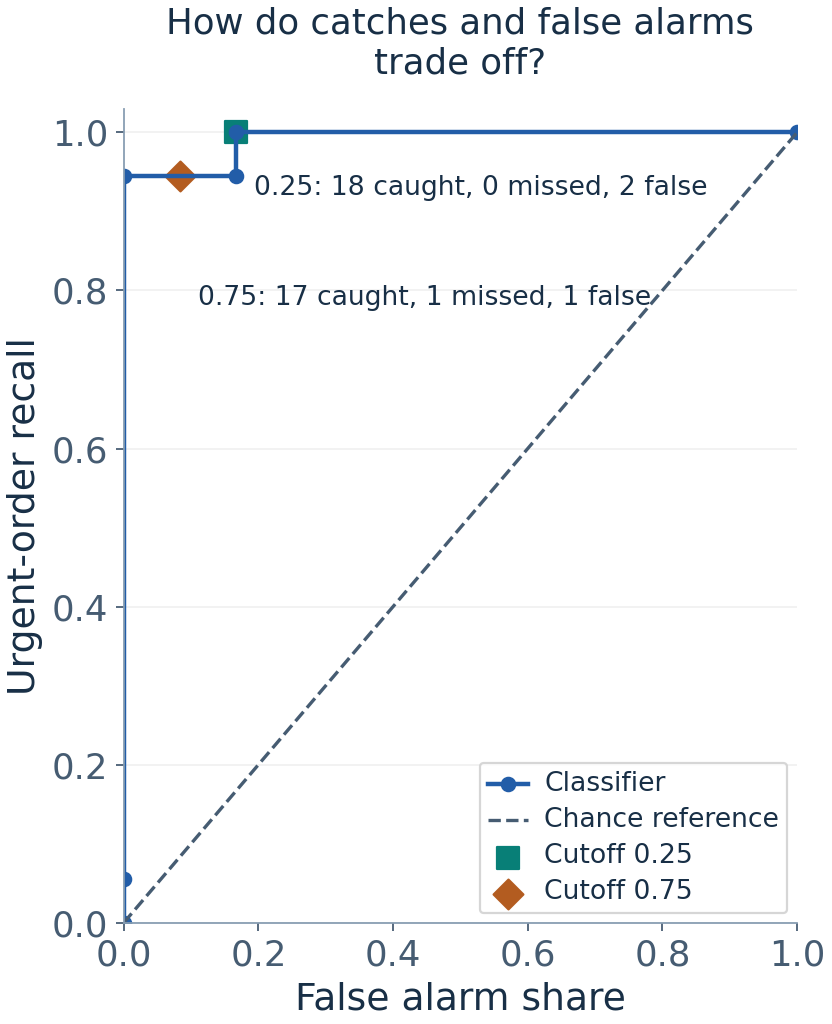 How do catches and false alarms
trade off?
1.0
0.8
0.6
0.4
0.2
0.0
Urgent-order recall
0.25: 18 caught, 0 missed, 2 false
0.75: 17 caught, 1 missed, 1 false
Classifier
Chance reference
Cutoff 0.25
Cutoff 0.75
0.0 0.2 0.4 0.6 0.8 1.0
False alarm share